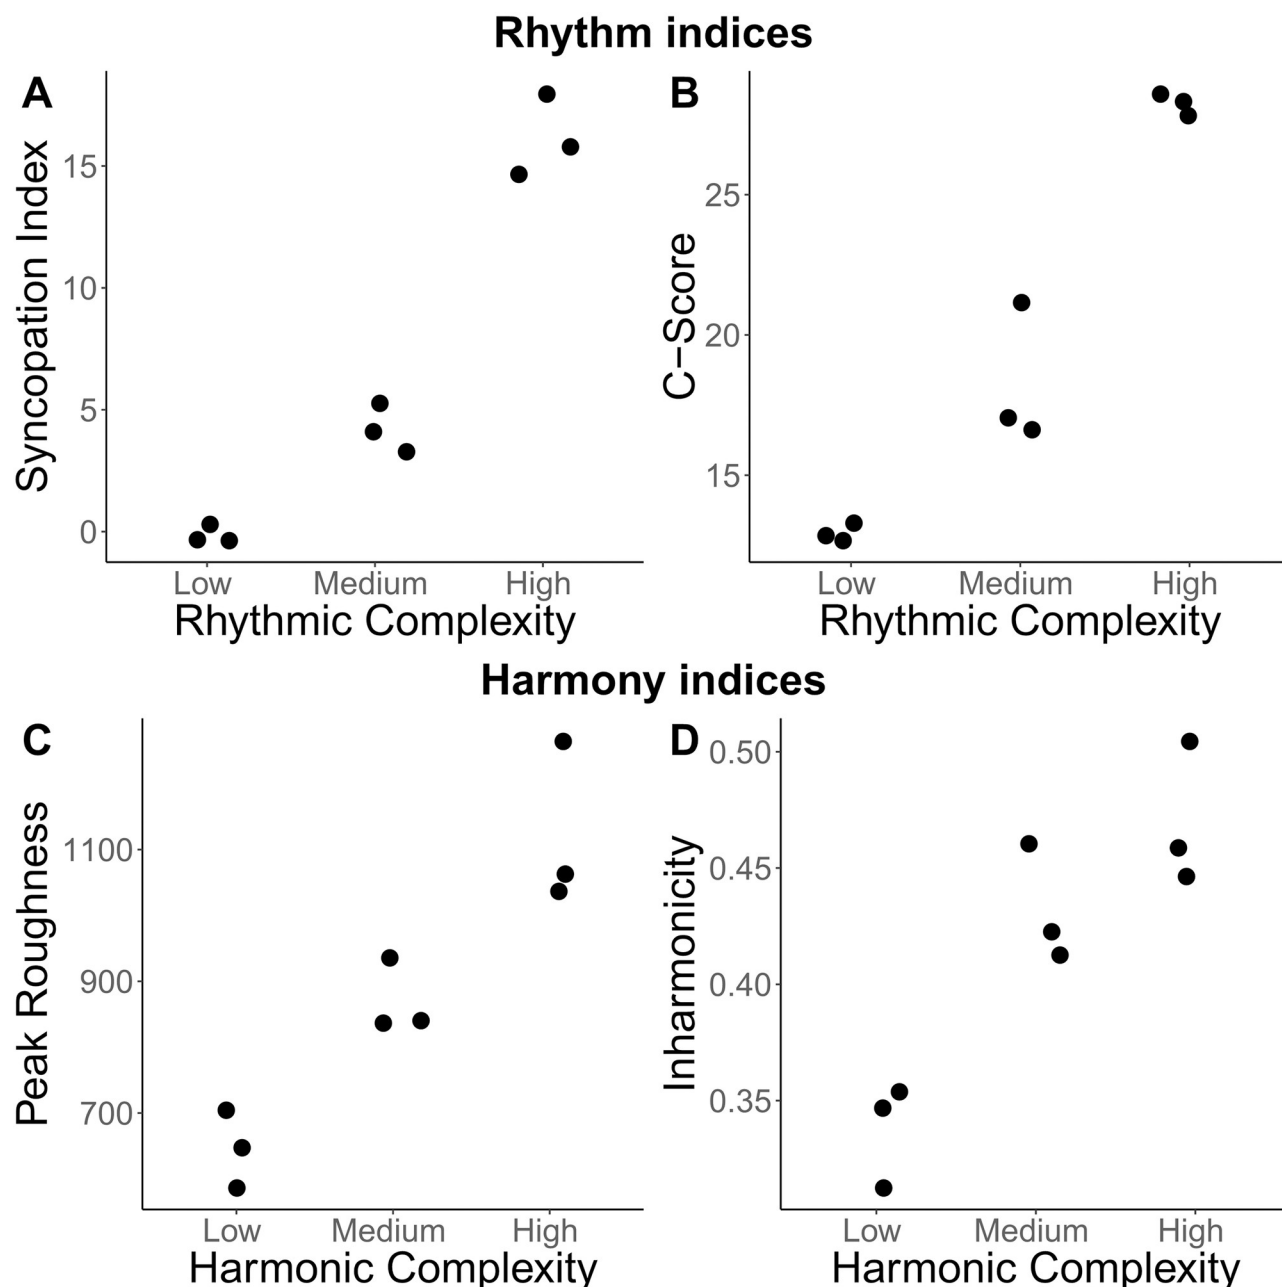 Rhythm indices
A
Syncopation Index
15
10
5
0
Low Medium High
Rhythmic Complexity
B
C−Score
25
20
15
Low Medium High
Rhythmic Complexity
Harmony indices
C
Peak Roughness
1100
900
700
Low Medium High
Harmonic Complexity
D
Inharmonicity
0.50
0.45
0.40
0.35
Low Medium High
Harmonic Complexity